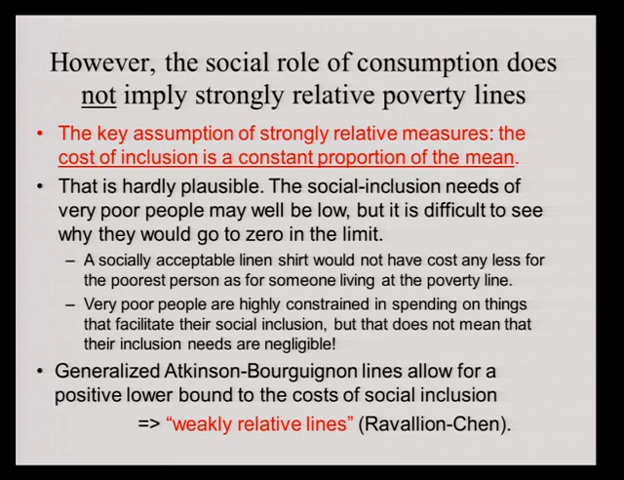 However, the social role of consumption does
not imply strongly relative poverty lines
• The key assumption of strongly relative measures: the
cost of inclusion is a constant proportion of the mean.
• That is hardly plausible. The social-inclusion needs of
very poor people may well be low, but it is difficult to see
why they would go to zero in the limit.
– A socially acceptable linen shirt would not have cost any less for
the poorest person as for someone living at the poverty line.
– Very poor people are highly constrained in spending on things
that facilitate their social inclusion, but that does not mean that
their inclusion needs are negligible!
• Generalized Atkinson-Bourguignon lines allow for a
positive lower bound to the costs of social inclusion
=> “weakly relative lines” (Ravallion-Chen).